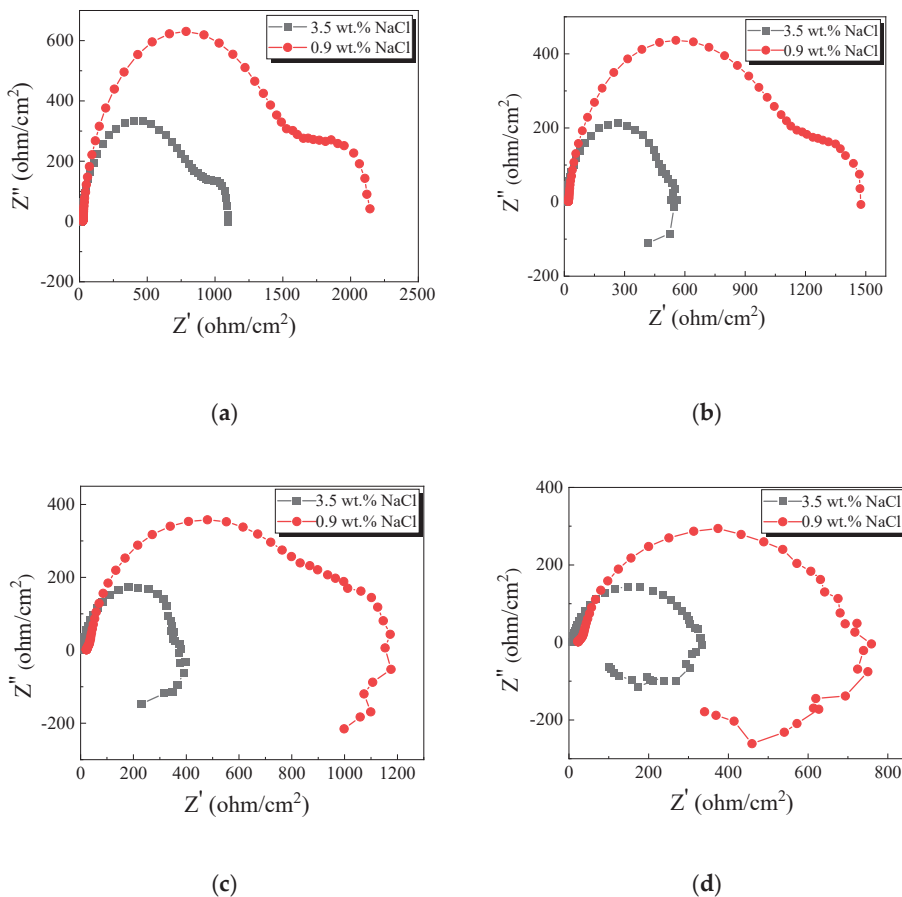 3.5 wt.% NaCl
0.9 wt.% NaCl
600
400
200
0
-200
Z'' (ohm/cm²)
0 500 1000 1500 2000 2500
Z' (ohm/cm²)
(a)
3.5 wt.% NaCl
0.9 wt.% NaCl
400
200
0
-200
Z'' (ohm/cm²)
0 300 600 900 1200 1500
Z' (ohm/cm²)
(b)
3.5 wt.% NaCl
0.9 wt.% NaCl
400
200
0
-200
Z'' (ohm/cm²)
0 200 400 600 800 1000 1200
Z' (ohm/cm²)
(c)
3.5 wt.% NaCl
0.9 wt.% NaCl
400
200
0
-200
Z'' (ohm/cm²)
0 200 400 600 800
Z' (ohm/cm²)
(d)